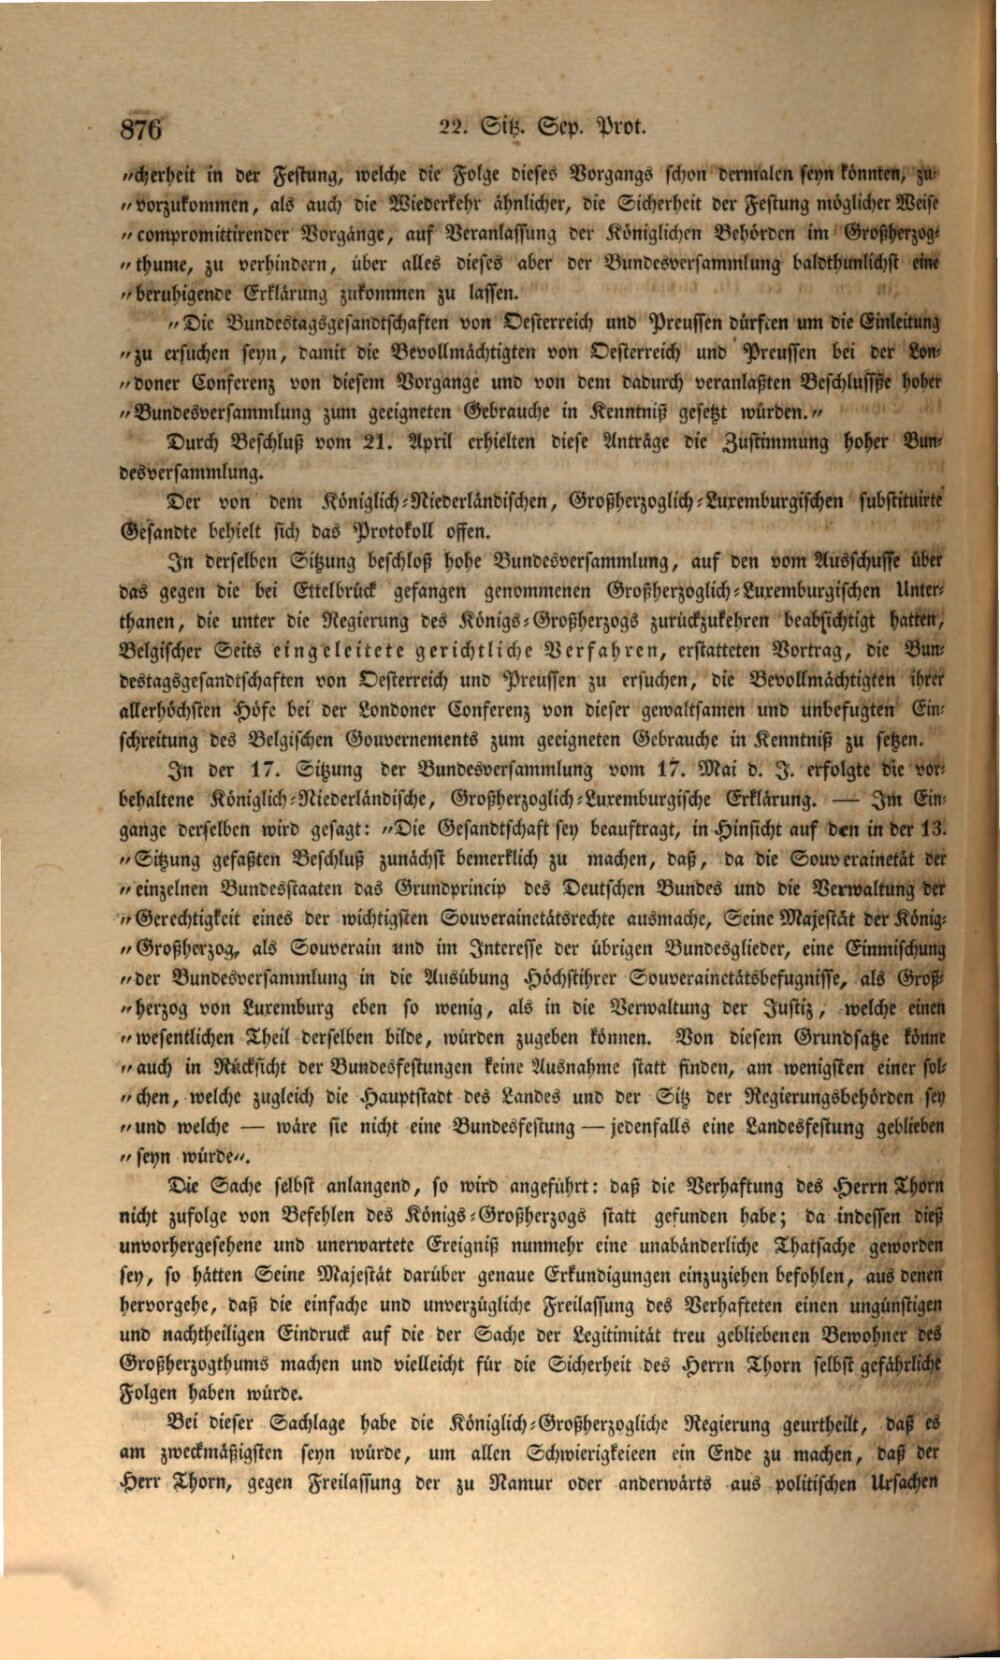 876
22. Sitz. Sep. Prot.
„cherheit in der Festung, welche die Folge dieses Vorgangs schon dermalen seyn könnten, zu-
„vorzukommen, als auch die Wiederkehr ähnlicher, die Sicherheit der Festung möglicher Weise
„compromittirender Vorgänge, auf Veranlassung der Königlichen Behörden im Großherzog-
„thume, zu verhindern, über alles dieses aber der Bundesversammlung baldthunlichst eine
„beruhigende Erklärung zukommen zu lassen.
„Die Bundestagsgesandtschaften von Oesterreich und Preussen dürften um die Einleitung
„zu ersuchen seyn, damit die Bevollmächtigten von Oesterreich und Preussen bei der Lon-
„doner Conferenz von diesem Vorgange und von dem dadurch veranlaßten Beschlussße hoher
„Bundesversammlung zum geeigneten Gebrauche in Kenntniß gesetzt würden.„
Durch Beschluß vom 21. April erhielten diese Anträge die Zustimmung hoher Bun-
desversammlung.
Der von dem Königlich-Niederländischen, Großherzoglich-Luxemburgischen substituirte
Gesandte behielt sich das Protokoll offen.
In derselben Sitzung beschloß hohe Bundesversammlung, auf den vom Ausschusse über
das gegen die bei Ettelbrück gefangen genommenen Großherzoglich-Luxemburgischen Unter-
thanen, die unter die Regierung des Königs-Großherzogs zurückzukehren beabsichtigt hatten,
Belgischer Seits eingeleitete gerichtliche Verfahren, erstatteten Vortrag, die Bun-
destagsgesandtschaften von Oesterreich und Preussen zu ersuchen, die Bevollmächtigten ihrer
allerhöchsten Höfe bei der Londoner Conferenz von dieser gewaltsamen und unbefugten Ein-
schreitung des Belgischen Gouvernements zum geeigneten Gebrauche in Kenntniß zu setzen.
In der 17. Sitzung der Bundesversammlung vom 17. Mai d. J. erfolgte die vor-
behaltene Königlich-Niederländische, Großherzoglich-Luxemburgische Erklärung. — Im Ein-
gange derselben wird gesagt: „Die Gesandtschaft sey beauftragt, in Hinsicht auf den in der 13.
„Sitzung gefaßten Beschluß zunächst bemerklich zu machen, daß, da die Souverainetät der
„einzelnen Bundesstaaten das Grundprincip des Deutschen Bundes und die Verwaltung der
„Gerechtigkeit eines der wichtigsten Souverainetätsrechte ausmache, Seine Majestät der König-
„Großherzog, als Souverain und im Interesse der übrigen Bundesglieder, eine Einmischung
„der Bundesversammlung in die Ausübung Höchstihrer Souverainetätsbefugnisse, als Groß-
„herzog von Luxemburg eben so wenig, als in die Verwaltung der Justiz, welche einen
„wesentlichen Theil derselben bilde, würden zugeben können. Von diesem Grundsatze könne
„auch in Rücksicht der Bundesfestungen keine Ausnahme statt finden, am wenigsten einer sol-
„chen, welche zugleich die Hauptstadt des Landes und der Sitz der Regierungsbehörden sey
„und welche — wäre sie nicht eine Bundesfestung — jedenfalls eine Landesfestung geblieben
„seyn würde„.
Die Sache selbst anlangend, so wird angeführt: daß die Verhaftung des Herrn Thorn
nicht zufolge von Befehlen des Königs-Großherzogs statt gefunden habe; da indessen dieß
unvorhergesehene und unerwartete Ereigniß nunmehr eine unabänderliche Thatsache geworden
sey, so hätten Seine Majestät darüber genaue Erkundigungen einzuziehen befohlen, aus denen
hervorgehe, daß die einfache und unverzügliche Freilassung des Verhafteten einen ungünstigen
und nachtheiligen Eindruck auf die der Sache der Legitimität treu gebliebenen Bewohner des
Großherzogthums machen und vielleicht für die Sicherheit des Herrn Thorn selbst gefährliche
Folgen haben würde.
Bei dieser Sachlage habe die Königlich-Großherzogliche Regierung geurtheilt, daß es
am zweckmäßigsten seyn würde, um allen Schwierigkeieen ein Ende zu machen, daß der
Herr Thorn, gegen Freilassung der zu Namur oder anderwärts aus politischen Ursachen